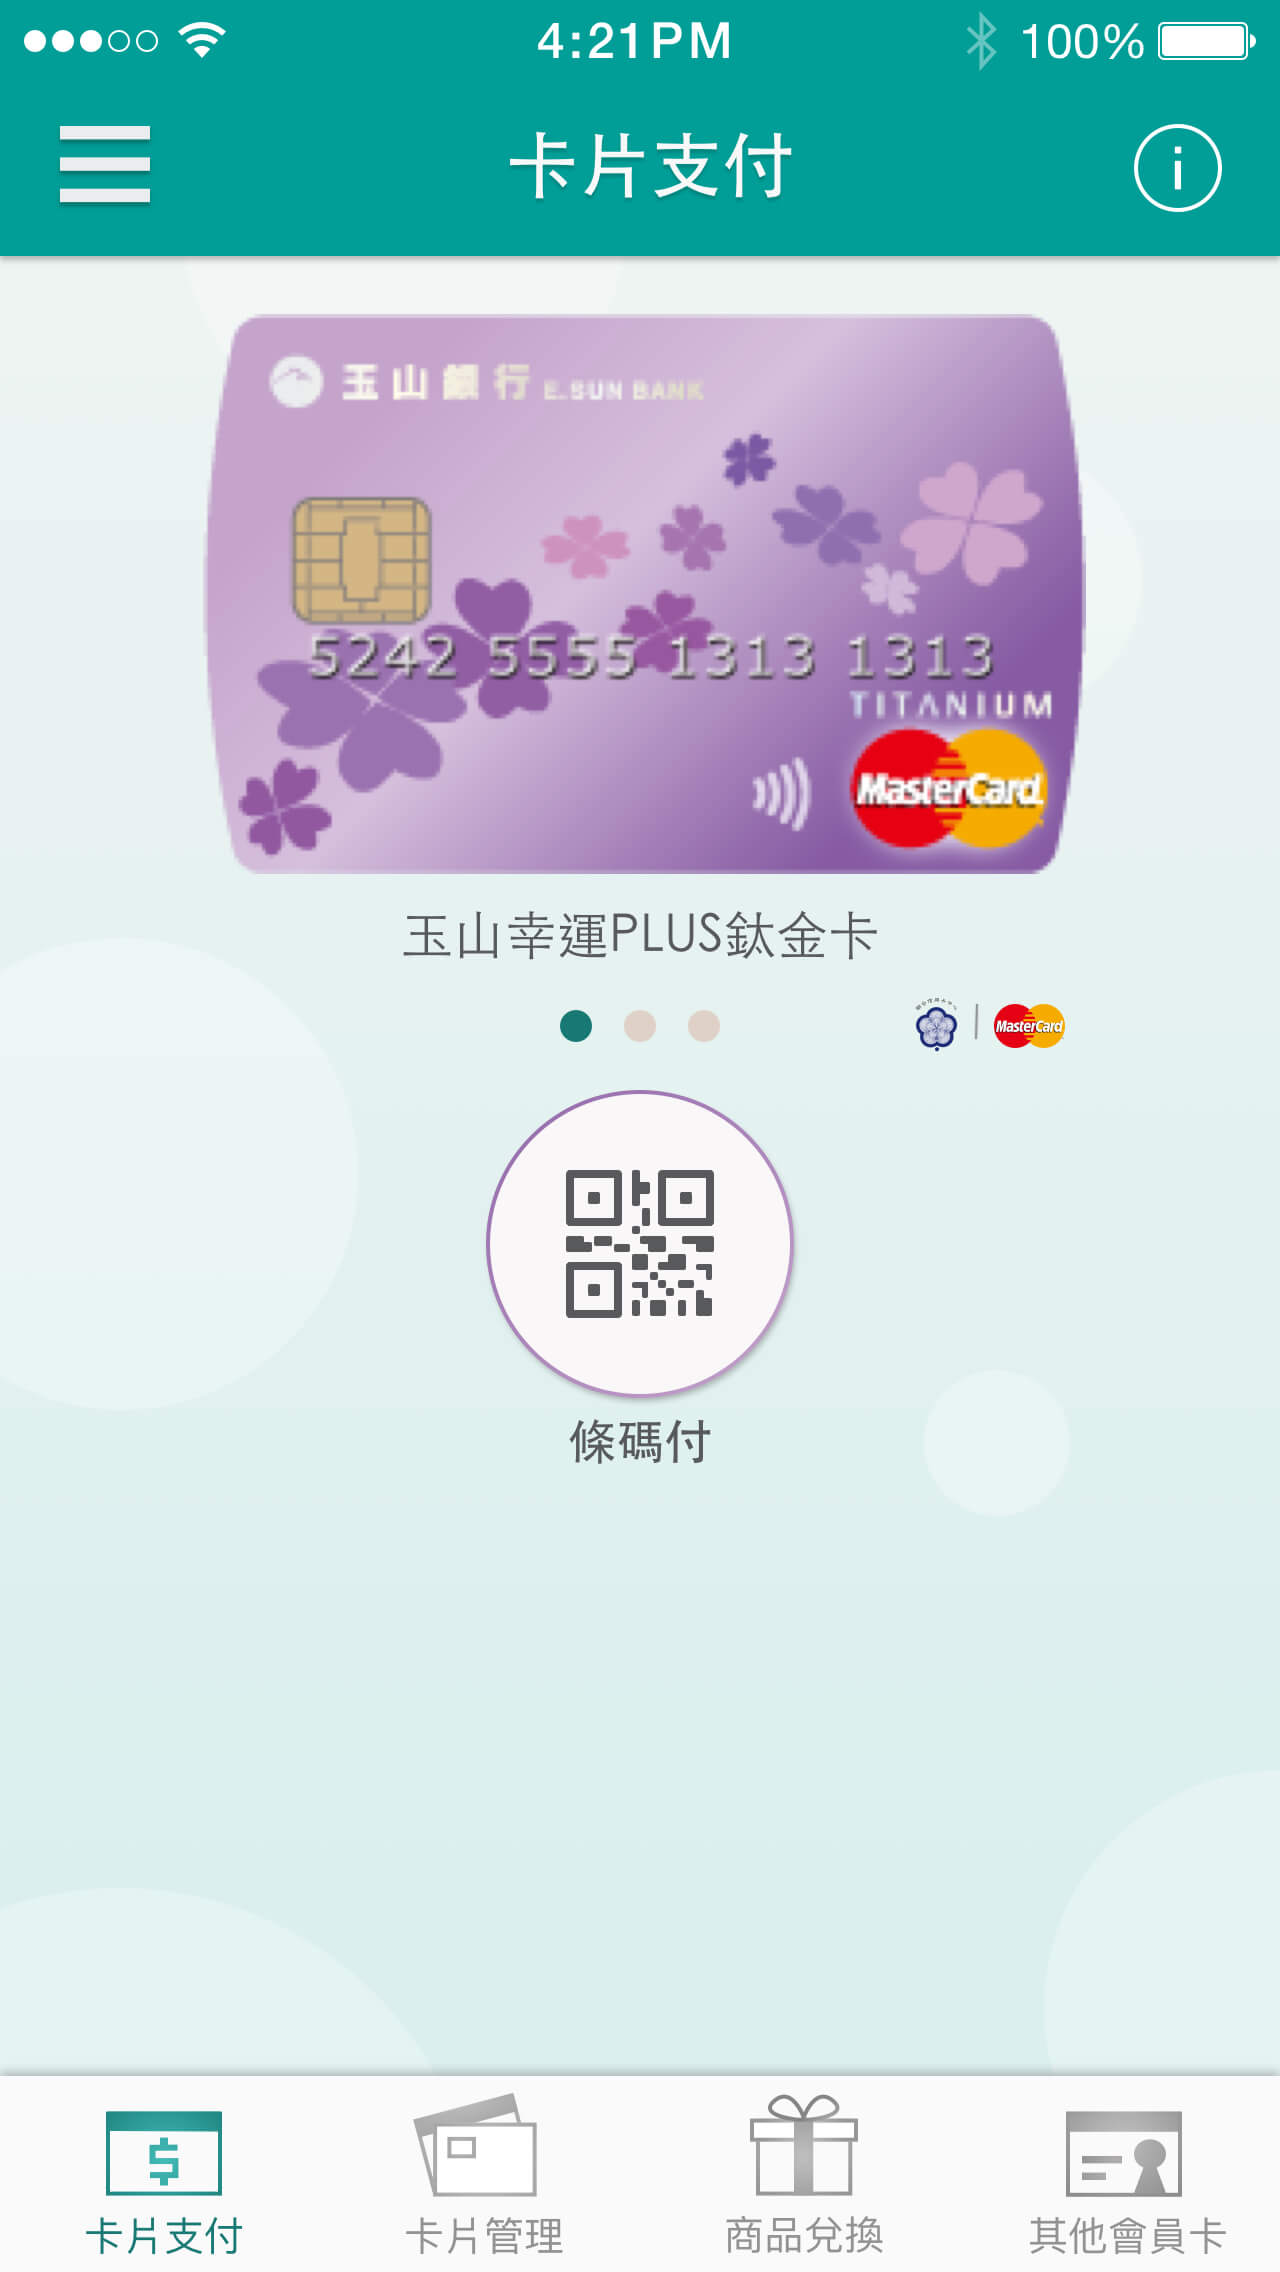 4:21PM
100%
卡片支付
玉山銀行 E.SUN BANK
5242 5555 1313 1313
TITANIUM
MasterCard
玉山幸運PLUS鈦金卡
MasterCard
條碼付
卡片支付
卡片管理
商品兌換
其他會員卡